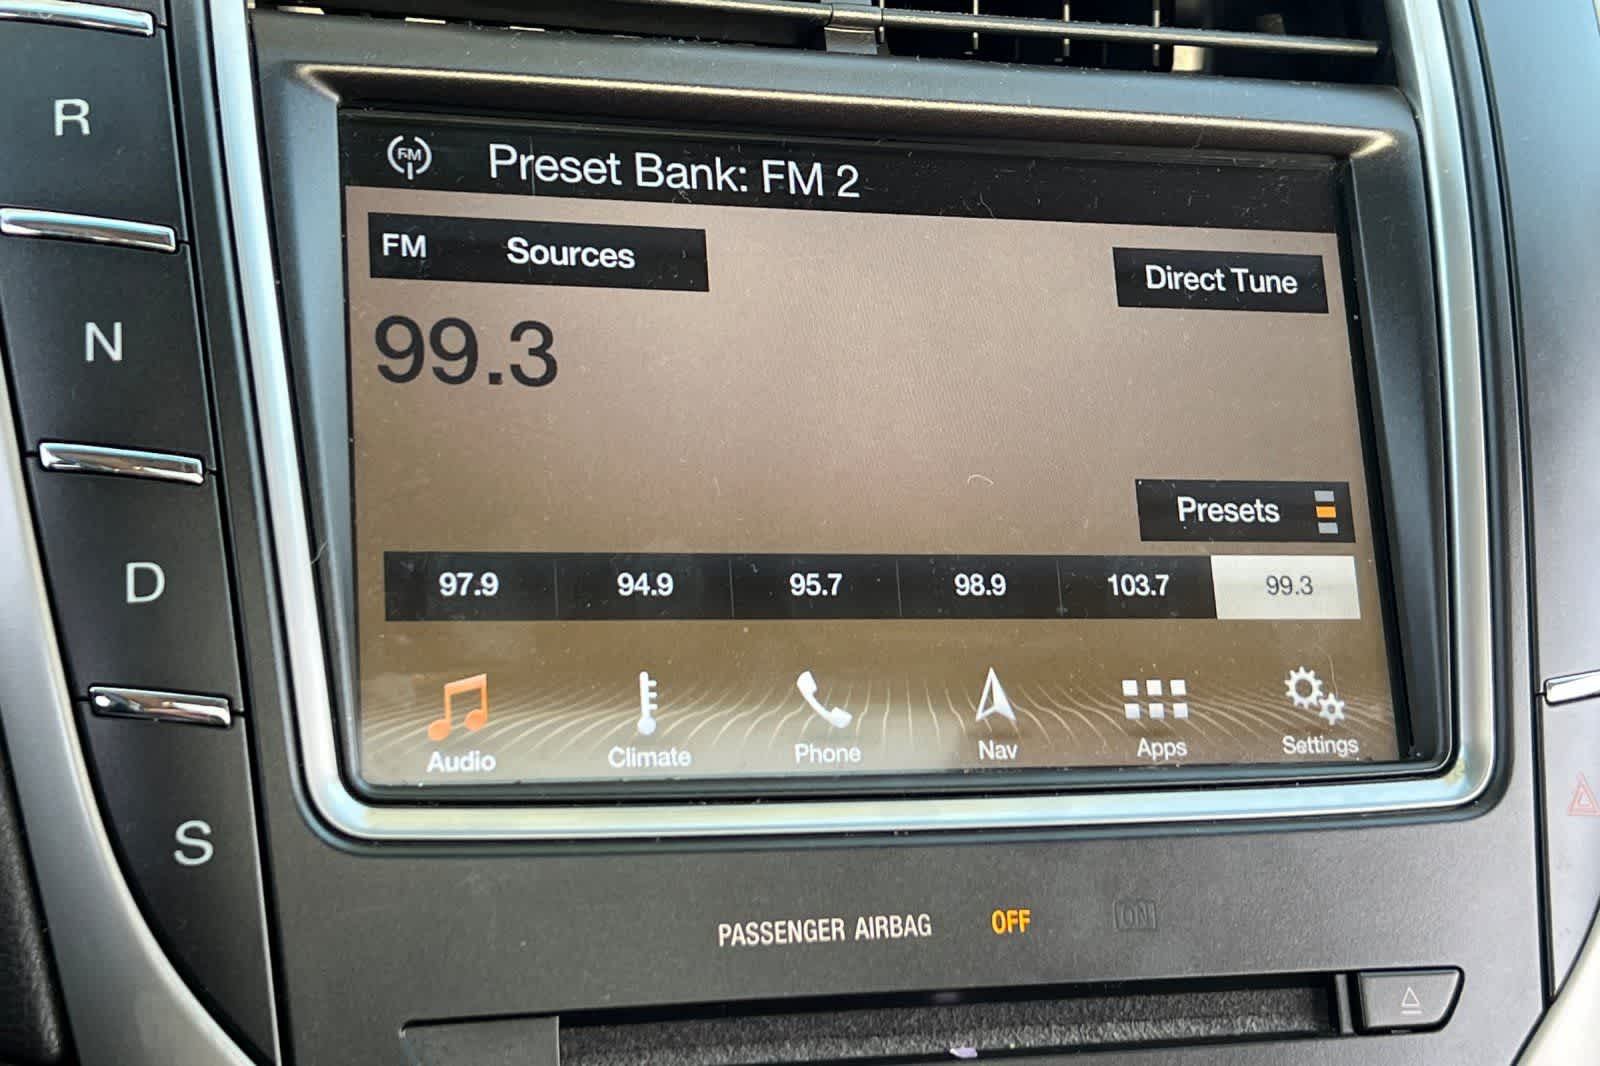 R
N
D
S
FM
Preset Bank: FM 2
FM Sources
Direct Tune
99.3
Presets
97.9 94.9 95.7 98.9 103.7 99.3
Audio Climate Phone Nav Apps Settings
PASSENGER AIRBAG OFF ON